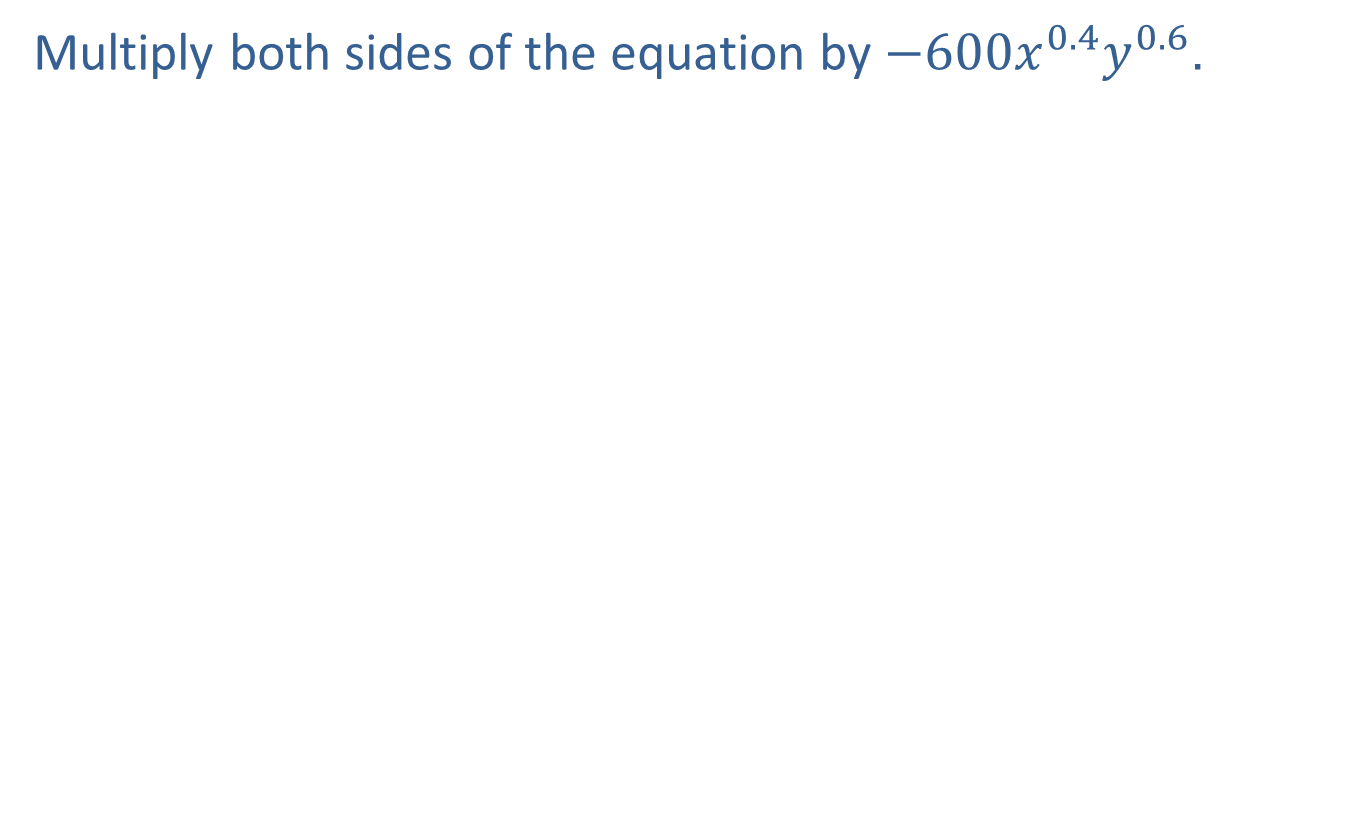 Multiply both sides of the equation by −600x^{0.4}y^{0.6}.